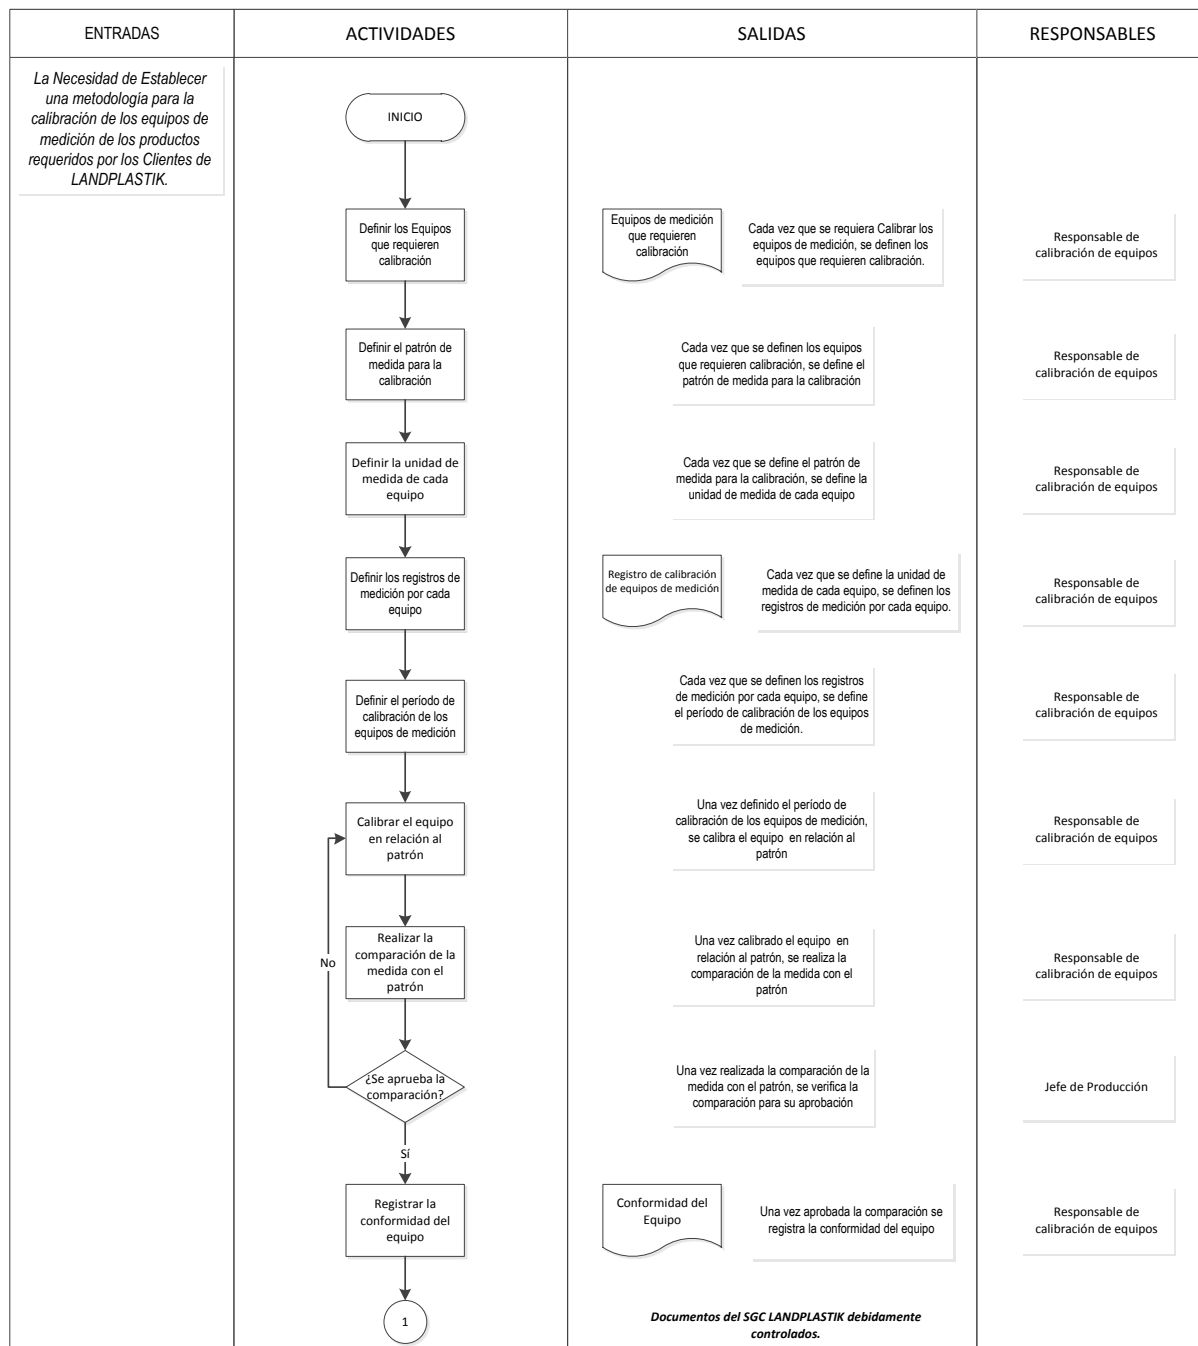 ENTRADAS
ACTIVIDADES
SALIDAS
RESPONSABLES
La Necesidad de Establecer
una metodología para la
calibración de los equipos de
medición de los productos
requeridos por los Clientes de
LANDPLASTIK.
INICIO
Definir los Equipos
que requieren
calibración
Equipos de medición
que requieren
calibración
Cada vez que se requiera Calibrar los
equipos de medición, se definen los
equipos que requieren calibración.
Responsable de
calibración de equipos
Definir el patrón de
medida para la
calibración
Cada vez que se definen los equipos
que requieren calibración, se define el
patrón de medida para la calibración
Responsable de
calibración de equipos
Definir la unidad de
medida de cada
equipo
Cada vez que se define el patrón de
medida para la calibración, se define la
unidad de medida de cada equipo
Responsable de
calibración de equipos
Definir los registros de
medición por cada
equipo
Registro de calibración
de equipos de medición
Cada vez que se define la unidad de
medida de cada equipo, se definen los
registros de medición por cada equipo.
Responsable de
calibración de equipos
Definir el período de
calibración de los
equipos de medición
Cada vez que se definen los registros
de medición por cada equipo, se define
el período de calibración de los equipos
de medición.
Responsable de
calibración de equipos
Calibrar el equipo
en relación al
patrón
Una vez definido el período de
calibración de los equipos de medición,
se calibra el equipo en relación al
patrón
Responsable de
calibración de equipos
Realizar la
comparación de la
medida con el
patrón
No
Una vez calibrado el equipo en
relación al patrón, se realiza la
comparación de la medida con el
patrón
Responsable de
calibración de equipos
¿Se aprueba la
comparación?
Una vez realizada la comparación de la
medida con el patrón, se verifica la
comparación para su aprobación
Jefe de Producción
Sí
Registrar la
conformidad del
equipo
Conformidad del
Equipo
Una vez aprobada la comparación se
registra la conformidad del equipo
Responsable de
calibración de equipos
1
Documentos del SGC LANDPLASTIK debidamente
controlados.